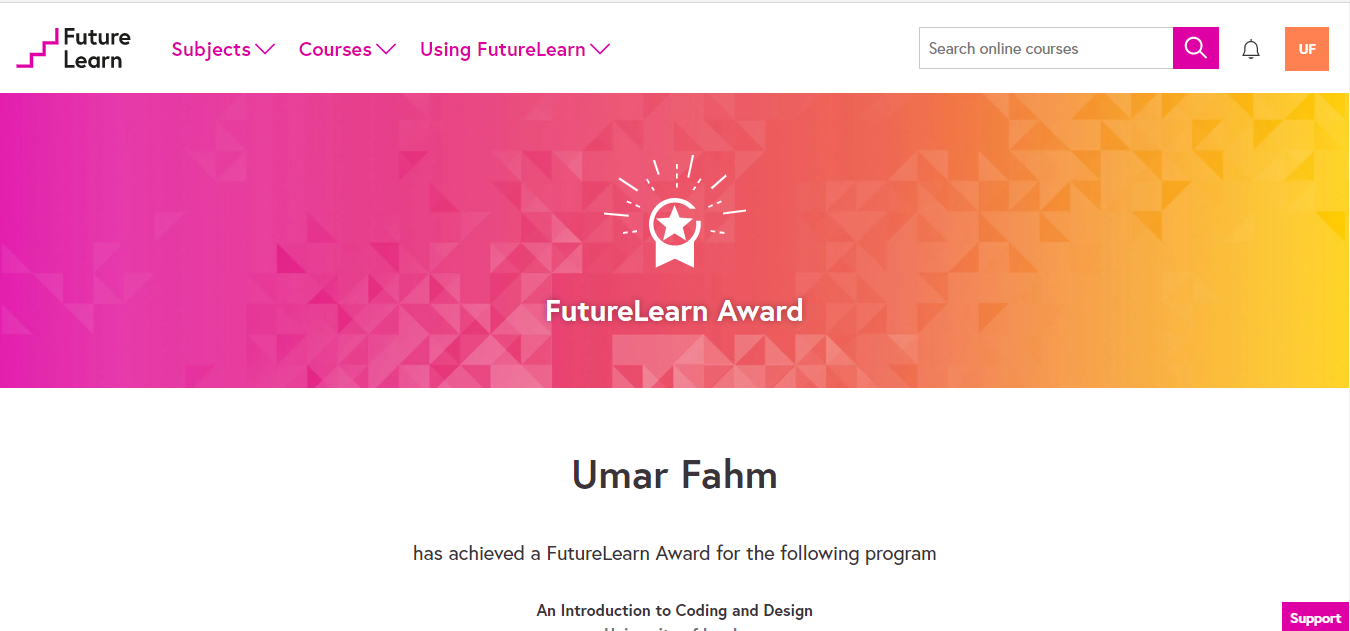 Future
Learn
Subjects
Courses
Using FutureLearn
Search online courses
UF
FutureLearn Award
Umar Fahm
has achieved a FutureLearn Award for the following program
An Introduction to Coding and Design
Support